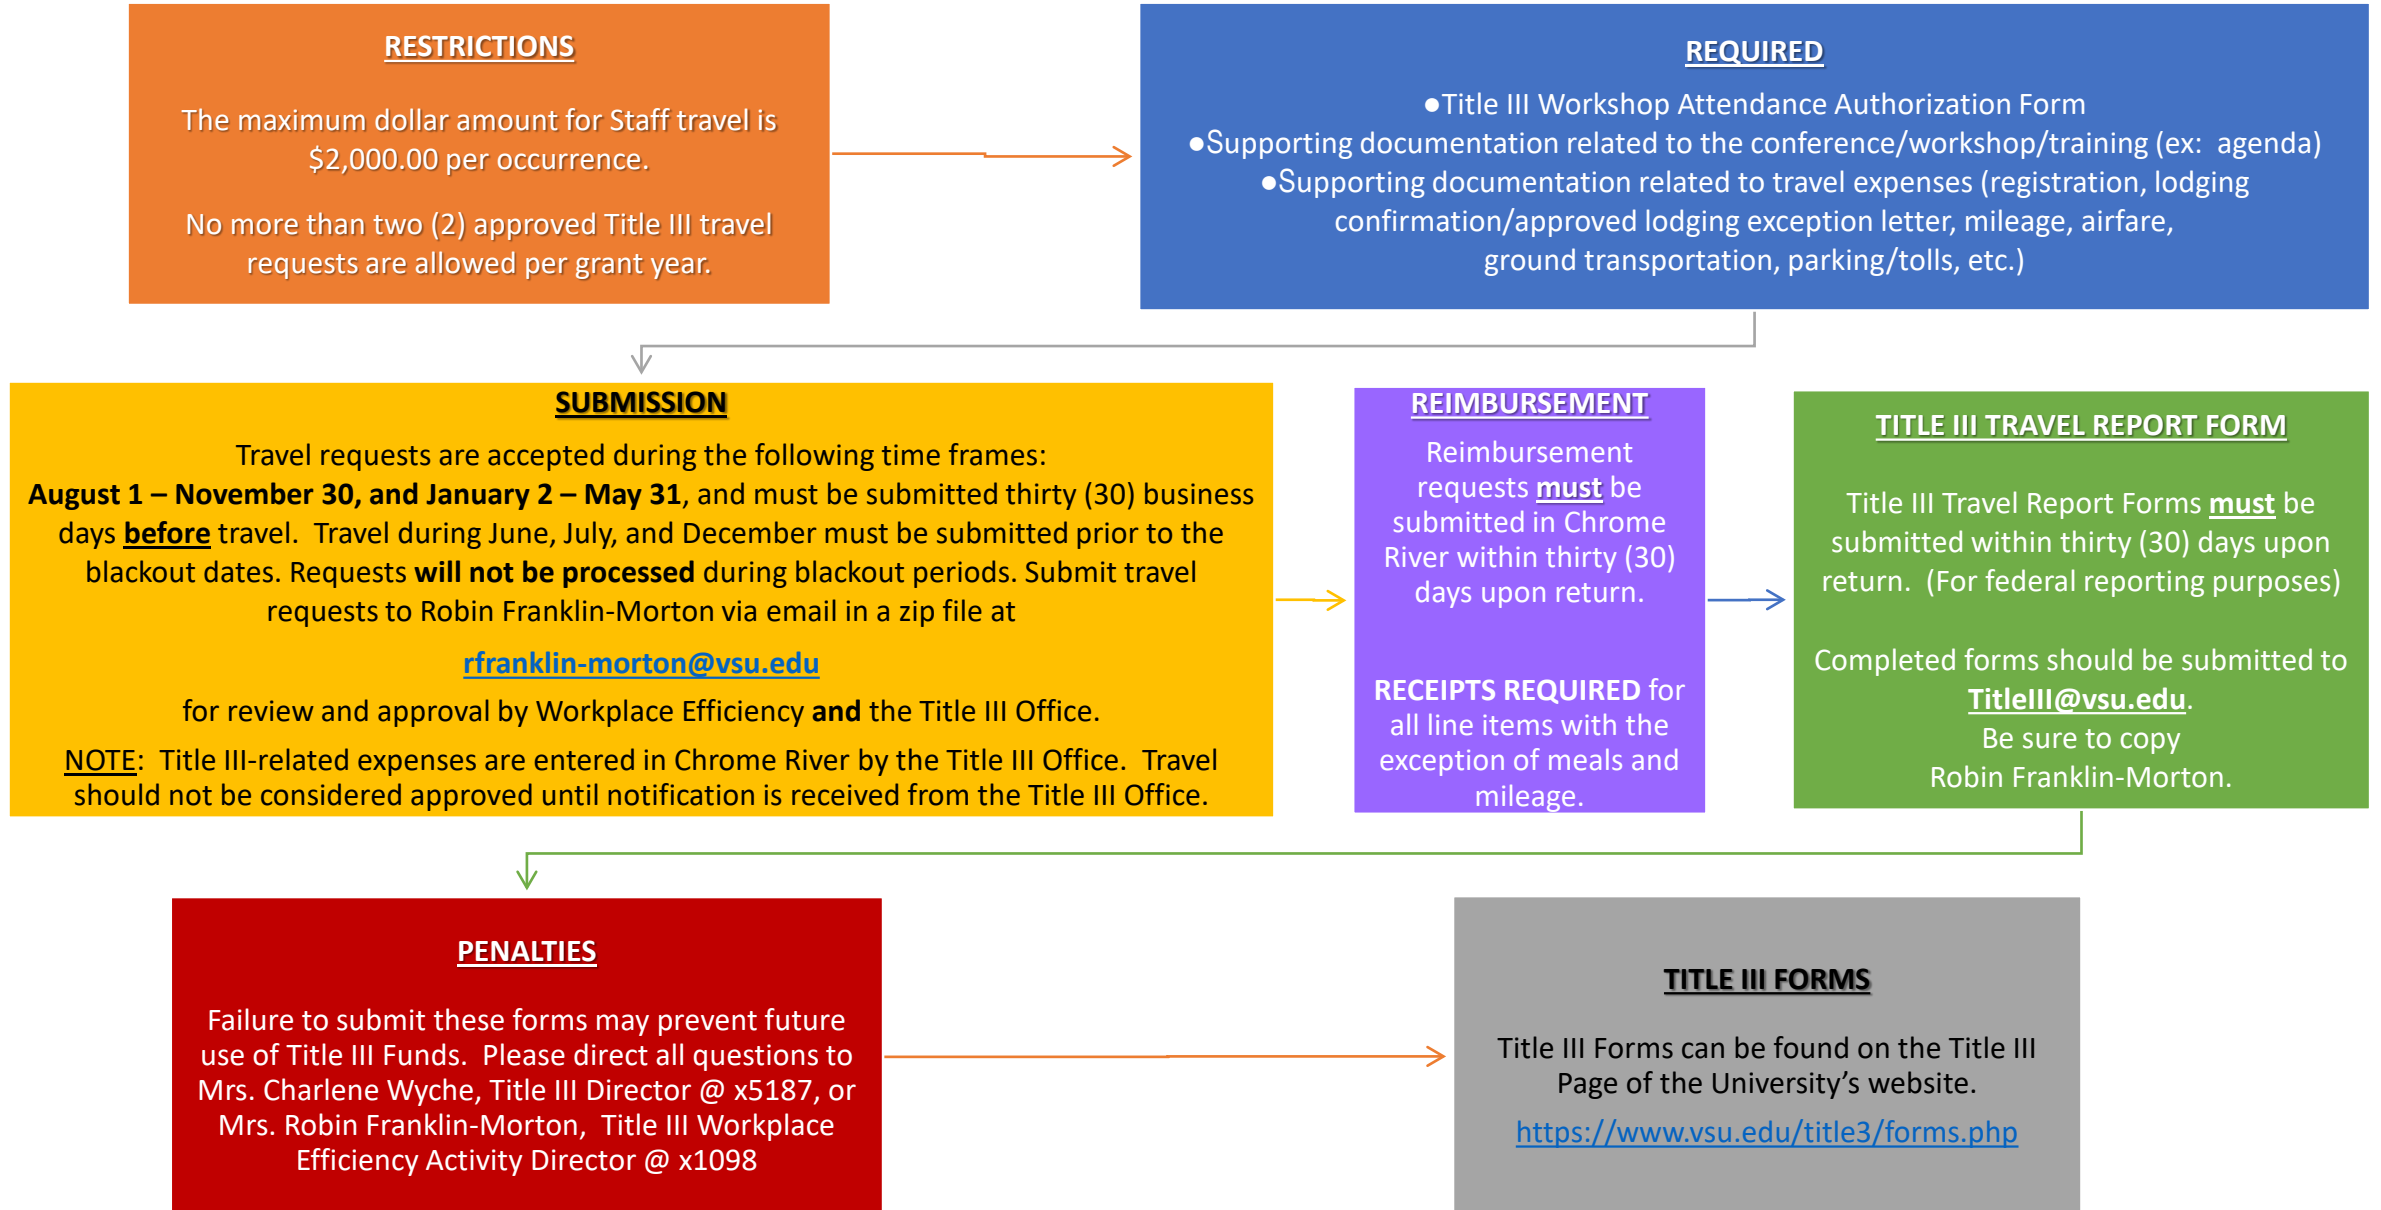 RESTRICTIONS
The maximum dollar amount for Staff travel is
$2,000.00 per occurrence.
No more than two (2) approved Title III travel
requests are allowed per grant year.
REQUIRED
●Title III Workshop Attendance Authorization Form
●Supporting documentation related to the conference/workshop/training (ex:  agenda)
●Supporting documentation related to travel expenses (registration, lodging
confirmation/approved lodging exception letter, mileage, airfare,
ground transportation, parking/tolls, etc.)
SUBMISSION
Travel requests are accepted during the following time frames:
August 1 – November 30, and January 2 – May 31, and must be submitted thirty (30) business
days before travel.  Travel during June, July, and December must be submitted prior to the
blackout dates. Requests will not be processed during blackout periods. Submit travel
requests to Robin Franklin-Morton via email in a zip file at
rfranklin-morton@vsu.edu
for review and approval by Workplace Efficiency and the Title III Office.
NOTE:  Title III-related expenses are entered in Chrome River by the Title III Office.  Travel
should not be considered approved until notification is received from the Title III Office.
REIMBURSEMENT
Reimbursement
requests must be
submitted in Chrome
River within thirty (30)
days upon return.
RECEIPTS REQUIRED for
all line items with the
exception of meals and
mileage.
TITLE III TRAVEL REPORT FORM
Title III Travel Report Forms must be
submitted within thirty (30) days upon
return.  (For federal reporting purposes)
Completed forms should be submitted to
TitleIII@vsu.edu.
Be sure to copy
Robin Franklin-Morton.
PENALTIES
Failure to submit these forms may prevent future
use of Title III Funds.  Please direct all questions to
Mrs. Charlene Wyche, Title III Director @ x5187, or
Mrs. Robin Franklin-Morton,  Title III Workplace
Efficiency Activity Director @ x1098
TITLE III FORMS
Title III Forms can be found on the Title III
Page of the University’s website.
https://www.vsu.edu/title3/forms.php